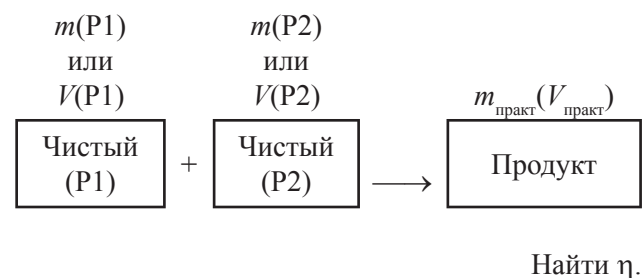 m(P1) m(P2)
или или
V(P1) V(P2) mпракт(Vпракт)
Чистый + Чистый ⟶ Продукт
(P1) (P2)
Найти η.